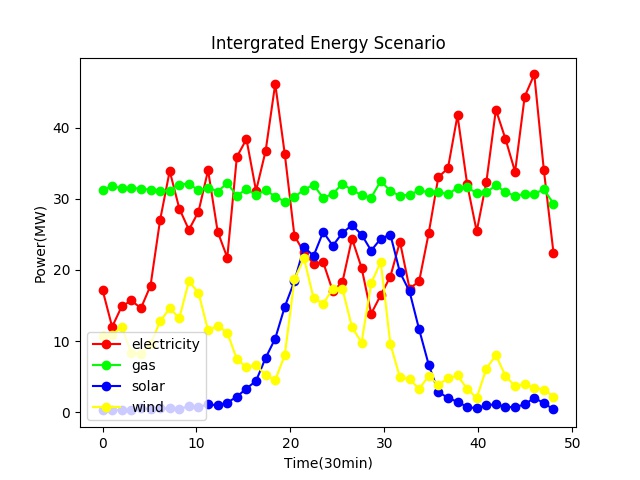 Intergrated Energy Scenario
Power(MW)
40
30
20
10
0
electricity
gas
solar
wind
0 10 20 30 40 50
Time(30min)